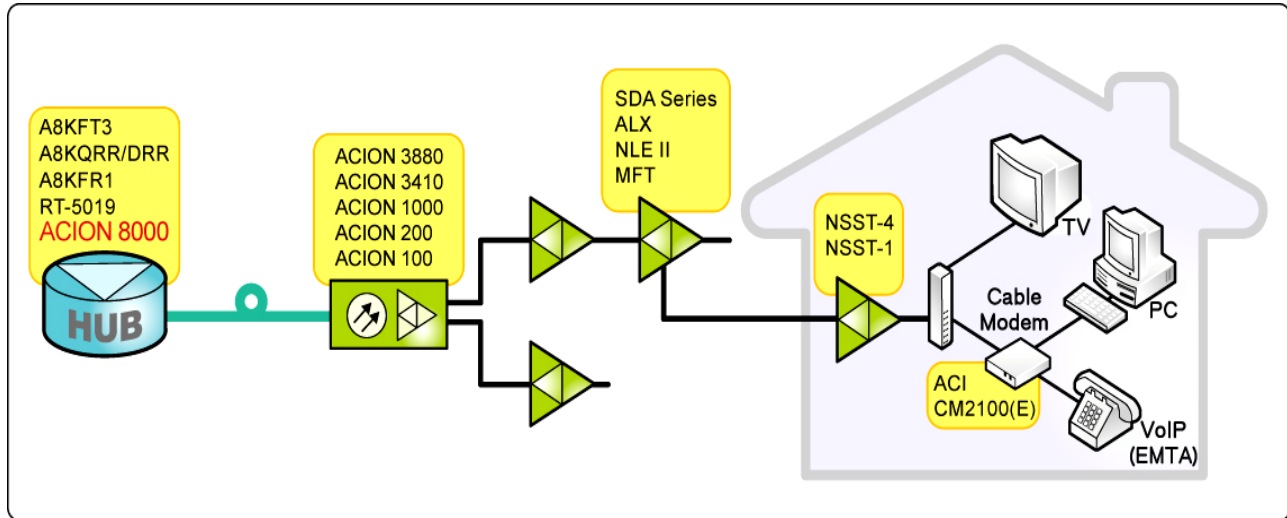 A8KFT3
A8KQRR/DRR
A8KFR1
RT-5019
ACION 8000
HUB
ACION 3880
ACION 3410
ACION 1000
ACION 200
ACION 100
SDA Series
ALX
NLE II
MFT
NSST-4
NSST-1
TV
PC
Cable
Modem
ACI
CM2100(E)
VoIP
(EMTA)